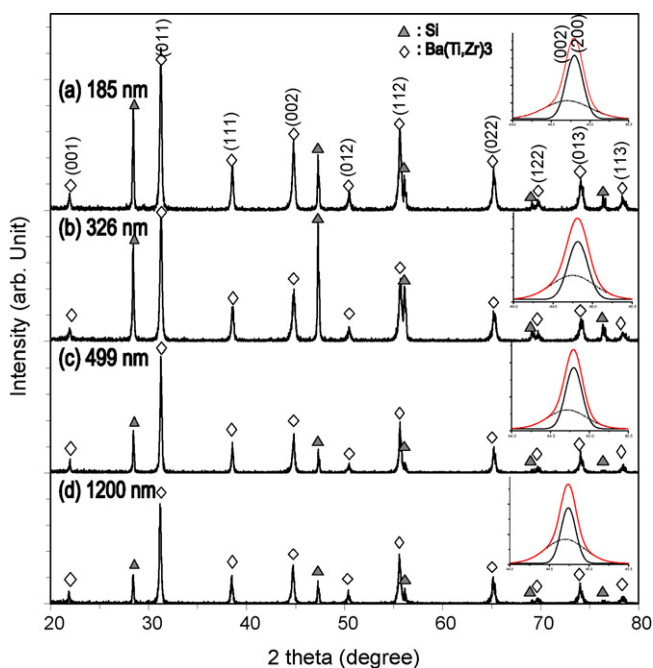 ▲ : Si
◇ : Ba(Ti,Zr)3
(a) 185 nm
(001)
(011)
(111)
(002)
(012)
(112)
(022)
(122)
(013)
(113)
(002)
(200)
(b) 326 nm
(c) 499 nm
(d) 1200 nm
Intensity (arb. Unit)
20 30 40 50 60 70 80
2 theta (degree)